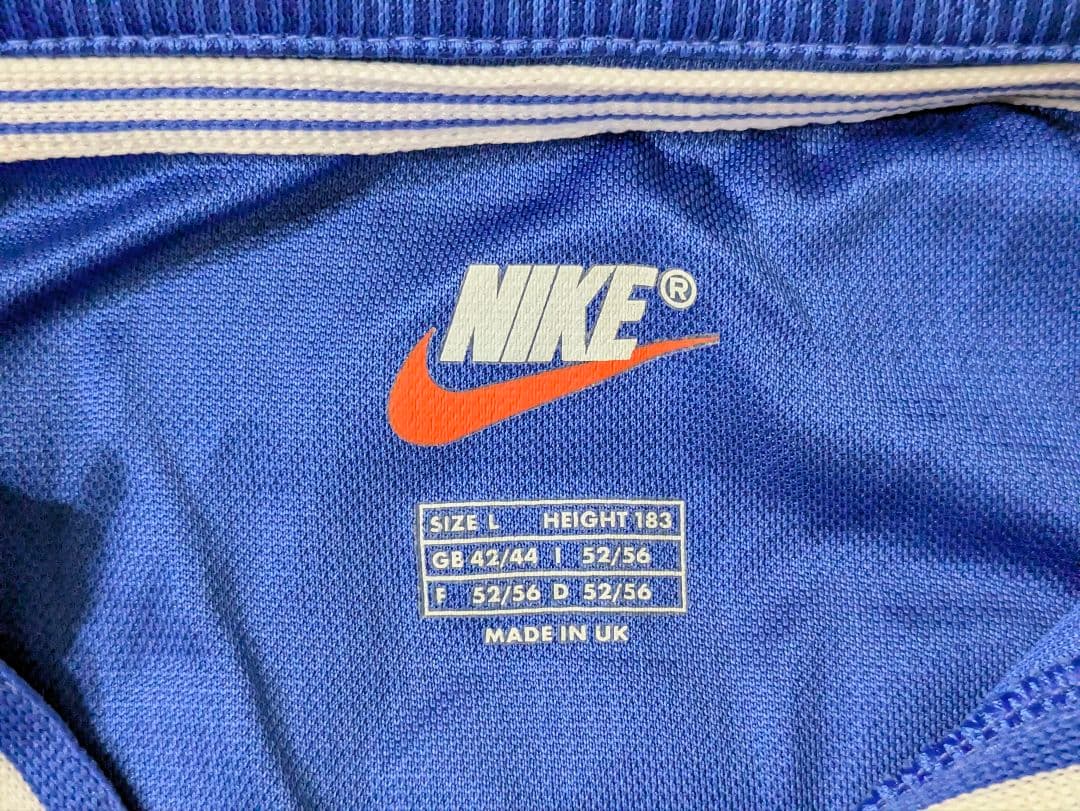 NIKE®
SIZE L HEIGHT 183
GB 42/44 I 52/56
F 52/56 D 52/56
MADE IN UK